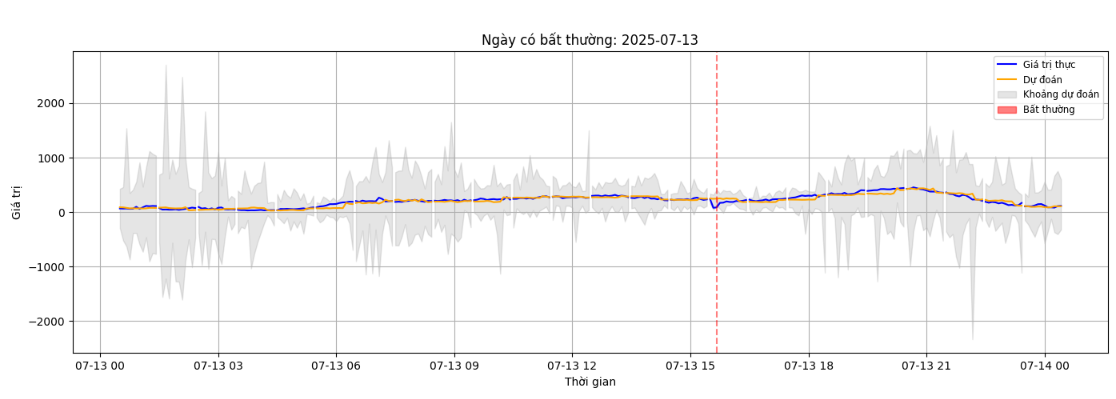 Ngày có bất thường: 2025-07-13
Giá trị thực
Dự đoán
Khoảng dự đoán
Bất thường
Giá trị
2000
1000
0
−1000
−2000
07-13 00 07-13 03 07-13 06 07-13 09 07-13 12 07-13 15 07-13 18 07-13 21 07-14 00
Thời gian